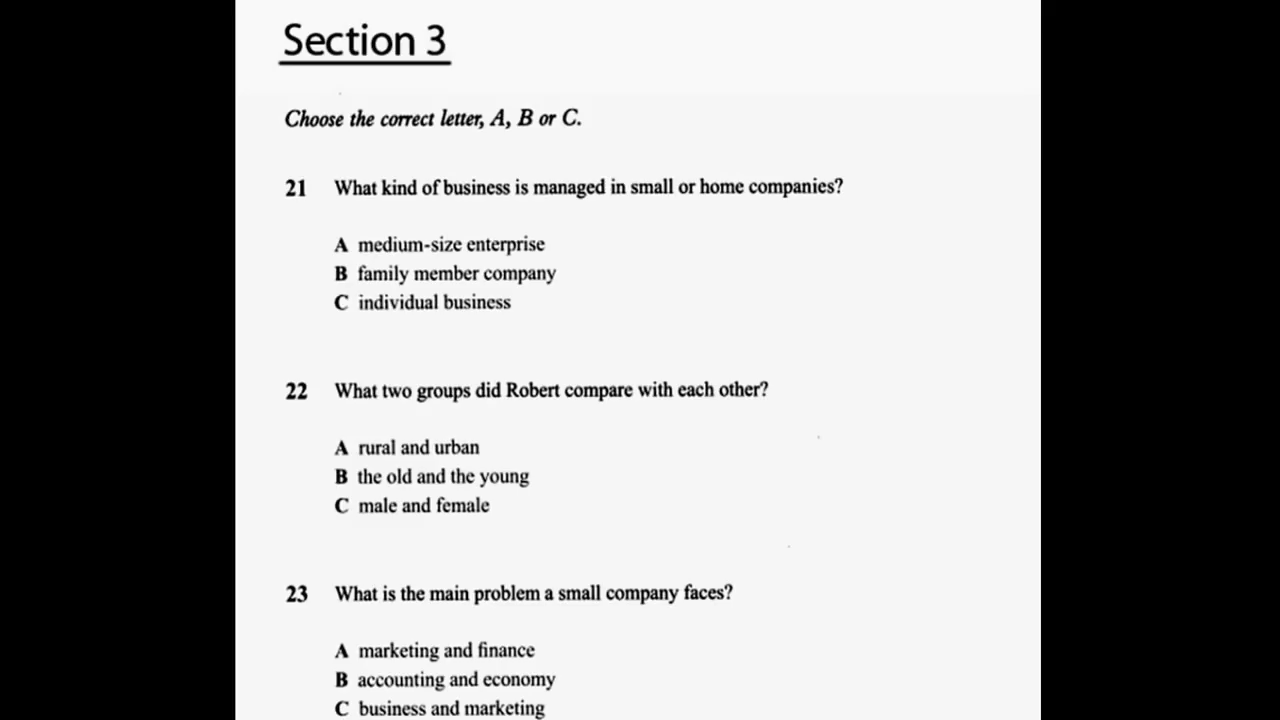 Section 3
Choose the correct letter, A, B or C.
21 What kind of business is managed in small or home companies?
A medium-size enterprise
B family member company
C individual business
22 What two groups did Robert compare with each other?
A rural and urban
B the old and the young
C male and female
23 What is the main problem a small company faces?
A marketing and finance
B accounting and economy
C business and marketing